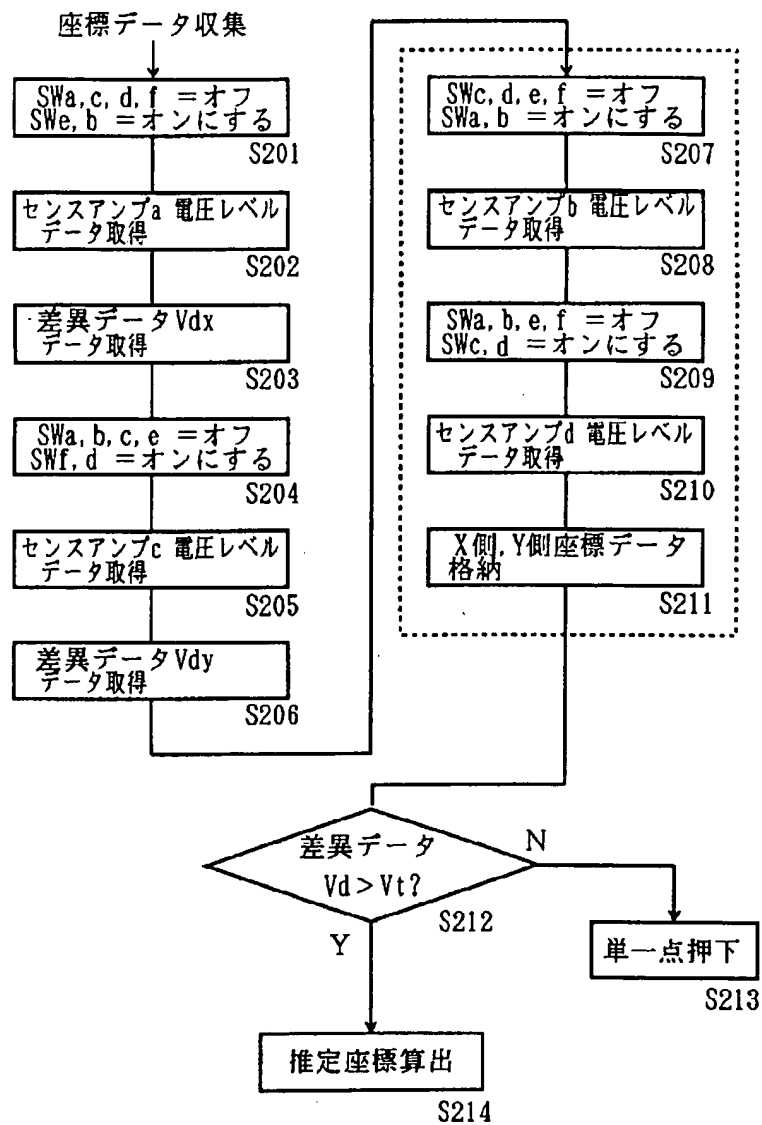 座標データ収集
SWa,c,d,f =オフ
SWe,b =オンにする
S201
センスアンプa 電圧レベル
データ取得
S202
差異データVdx
データ取得
S203
SWa,b,c,e =オフ
SWf,d =オンにする
S204
センスアンプc 電圧レベル
データ取得
S205
差異データVdy
データ取得
S206
SWc,d,e,f =オフ
SWa,b =オンにする
S207
センスアンプb 電圧レベル
データ取得
S208
SWa,b,e,f =オフ
SWc,d =オンにする
S209
センスアンプd 電圧レベル
データ取得
S210
X側,Y側座標データ
格納
S211
差異データ
Vd>Vt?
S212
N
Y
単一点押下
S213
推定座標算出
S214